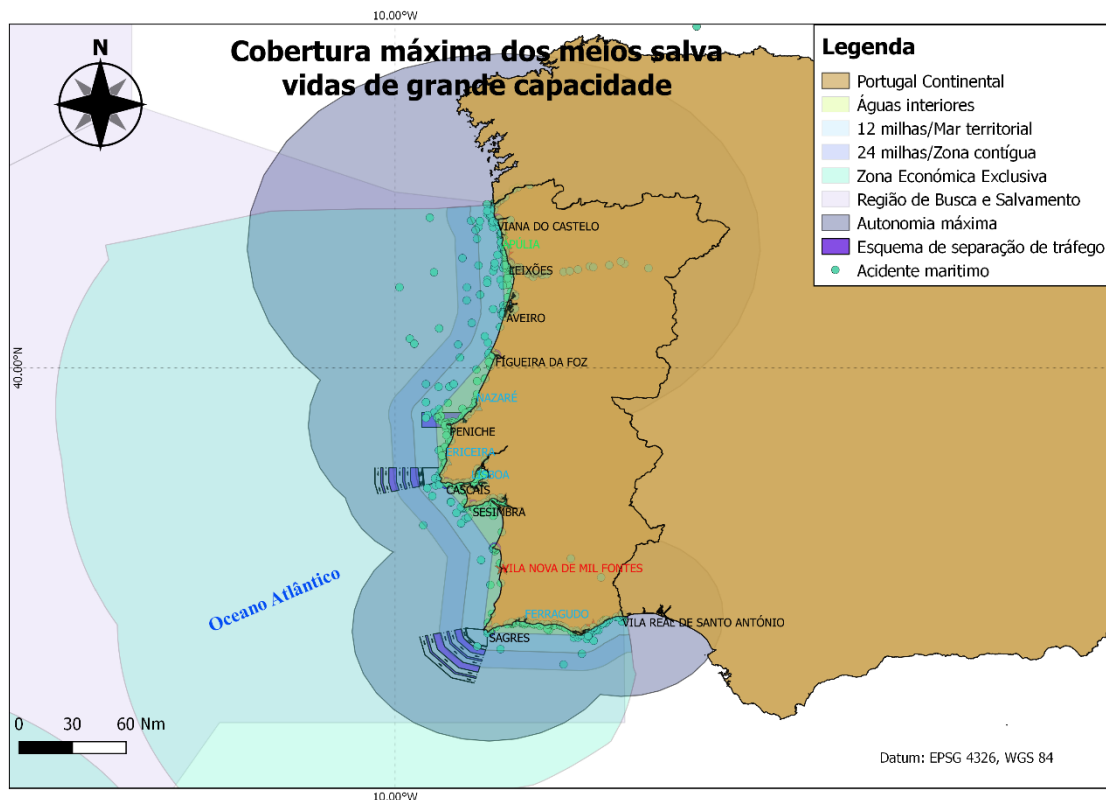 10.00°W
Cobertura máxima dos meios salva
vidas de grande capacidade
N
Legenda
Portugal Continental
Águas interiores
12 milhas/Mar territorial
24 milhas/Zona contígua
Zona Económica Exclusiva
Região de Busca e Salvamento
Autonomia máxima
Esquema de separação de tráfego
Acidente maritimo
VIANA DO CASTELO
APÚLIA
LEIXÕES
AVEIRO
40.00°N
FIGUEIRA DA FOZ
NAZARÉ
PENICHE
ERICEIRA
LISBOA
CASCAIS
SESIMBRA
VILA NOVA DE MIL FONTES
Oceano Atlântico
FERRAGUDO
VILA REAL DE SANTO ANTÓNIO
SAGRES
0 30 60 Nm
Datum: EPSG 4326, WGS 84
10.00°W